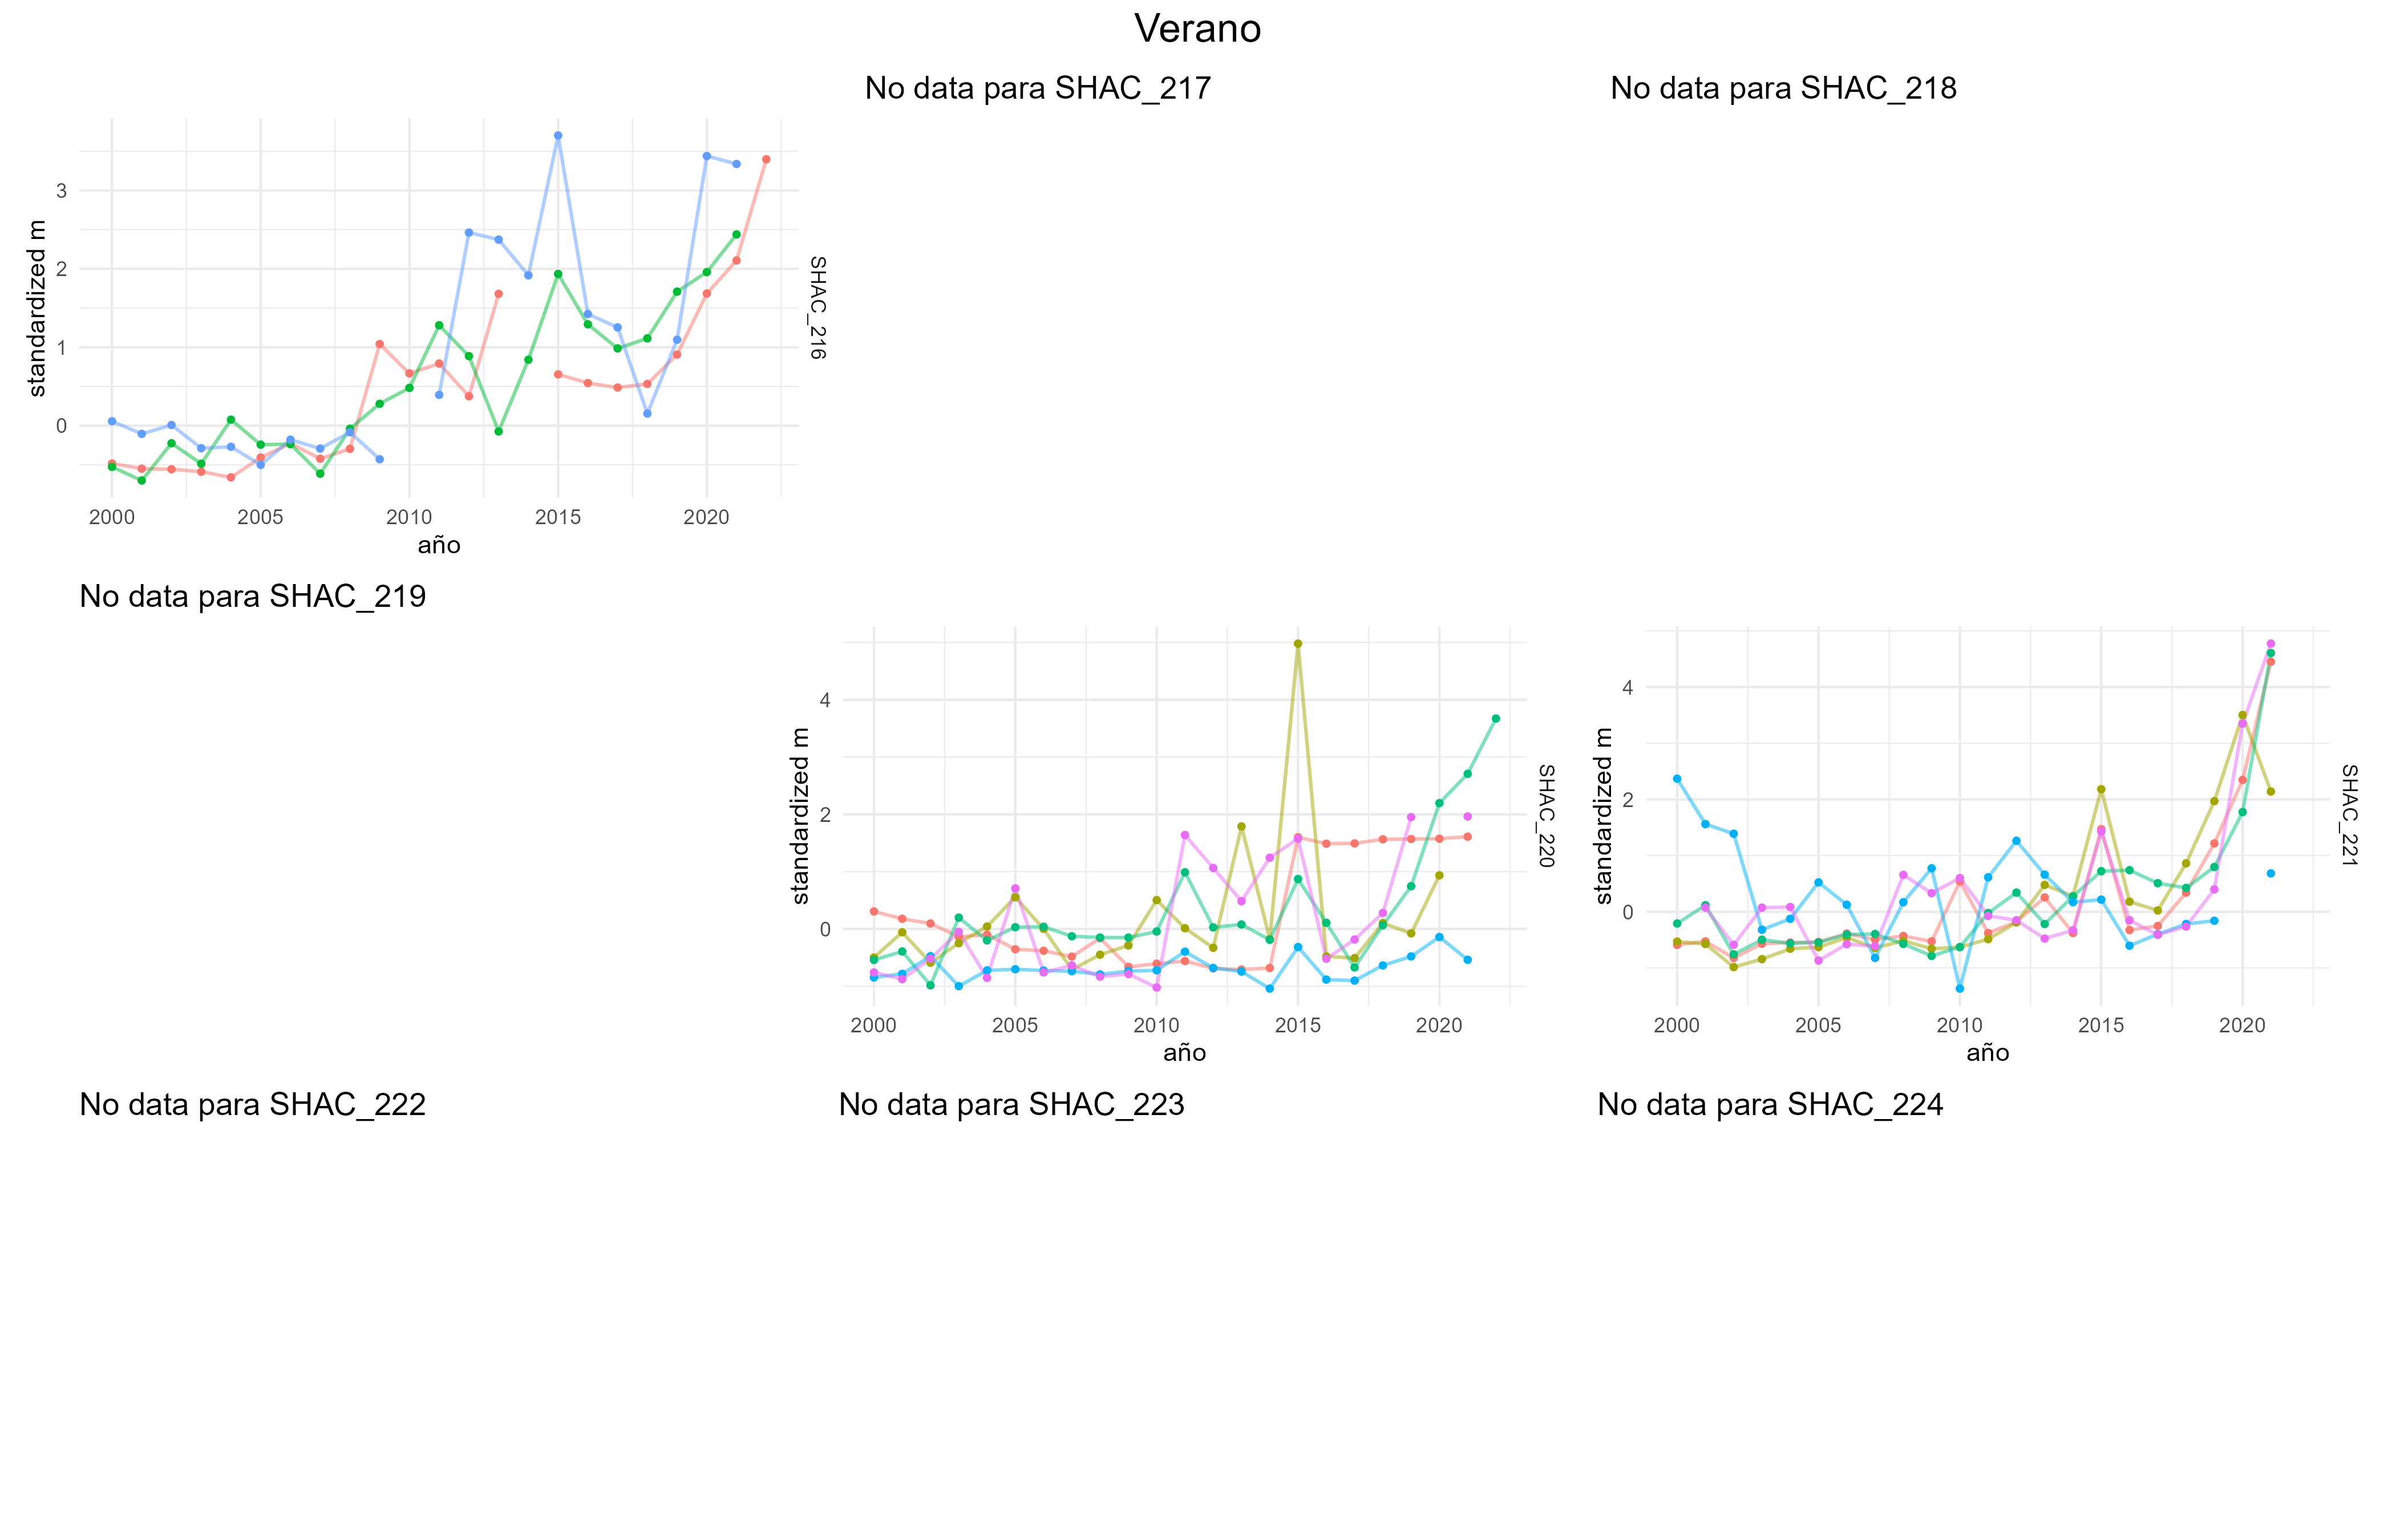 Verano
No data para SHAC_217
No data para SHAC_218
standardized m
3
2
1
0
2000 2005 2010 2015 2020
año
SHAC_216
No data para SHAC_219
standardized m
4
2
0
2000 2005 2010 2015 2020
año
SHAC_220
standardized m
4
2
0
2000 2005 2010 2015 2020
año
SHAC_221
No data para SHAC_222
No data para SHAC_223
No data para SHAC_224